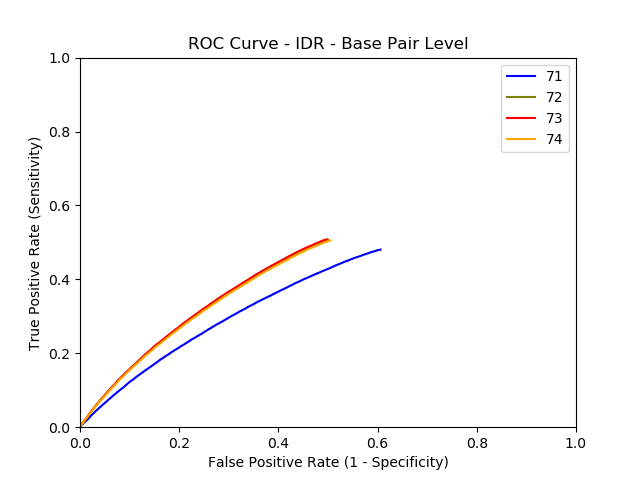 ROC Curve - IDR - Base Pair Level
1.0
0.8
0.6
0.4
0.2
0.0
True Positive Rate (Sensitivity)
71
72
73
74
0.0 0.2 0.4 0.6 0.8 1.0
False Positive Rate (1 - Specificity)